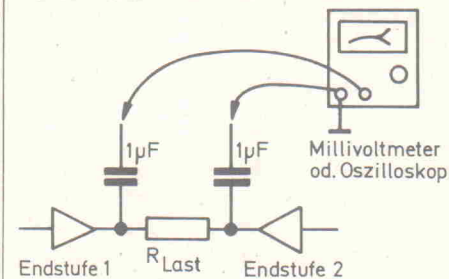 1µF
1µF
Millivoltmeter
od. Oszilloskop
Endstufe 1
RLast
Endstufe 2